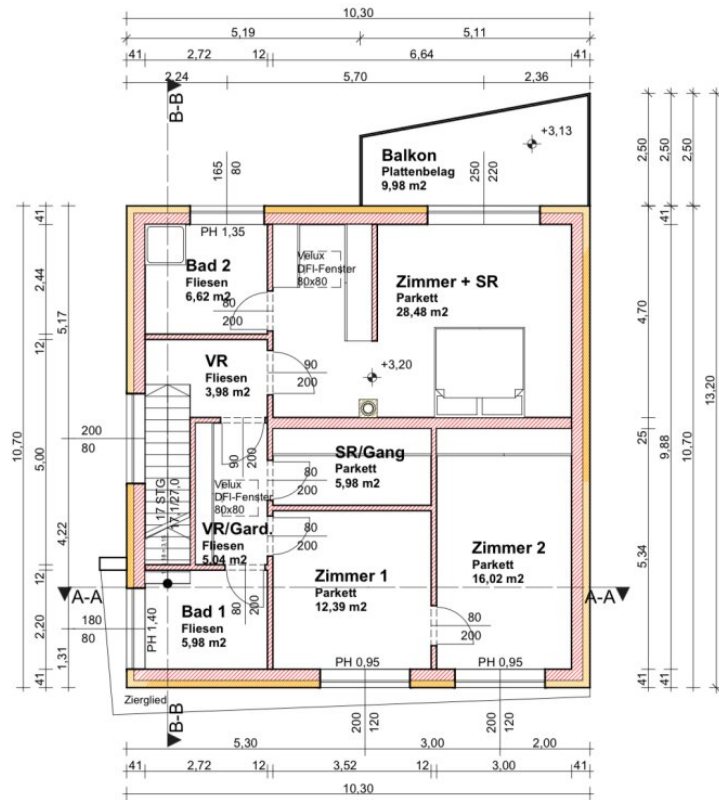 10,30
5,19 5,11
41 2,72 12 6,64 41
2,24 5,70 2,36
B-B
+3,13
Balkon
Plattenbelag
9,98 m2
165
80
250
220
PH 1,35
Velux
DFI-Fenster
80x80
Bad 2
Fliesen
6,62 m2
80
200
Zimmer + SR
Parkett
28,48 m2
VR
Fliesen
3,98 m2
90
200
+3,20
200
80
17 STG
17,1/27,0
90
200
SR/Gang
Parkett
5,98 m2
80
200
Velux
DFI-Fenster
80x80
VR/Gard.
Fliesen
5,04 m2
80
200
Zimmer 1
Parkett
12,39 m2
Zimmer 2
Parkett
16,02 m2
A-A
A-A
180
80
PH 1,40
Bad 1
Fliesen
5,98 m2
80
200
80
200
PH 0,95
PH 0,95
Zierglied
B-B
200
120
200
120
5,30 3,00 2,00
41 2,72 12 3,52 12 3,00 41
10,30
10,70
41 2,44 12 5,00 12 2,20 41
5,17 4,22 1,31
2,50 2,50 2,50
41 4,70 25 5,34 41
41 9,88 41
10,70
13,20